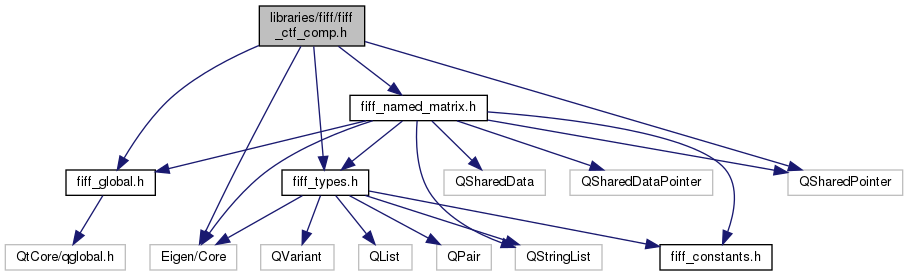 libraries/fiff/fiff
_ctf_comp.h
fiff_named_matrix.h
fiff_global.h
fiff_types.h
QSharedData
QSharedDataPointer
QSharedPointer
QtCore/qglobal.h
Eigen/Core
QVariant
QList
QPair
QStringList
fiff_constants.h